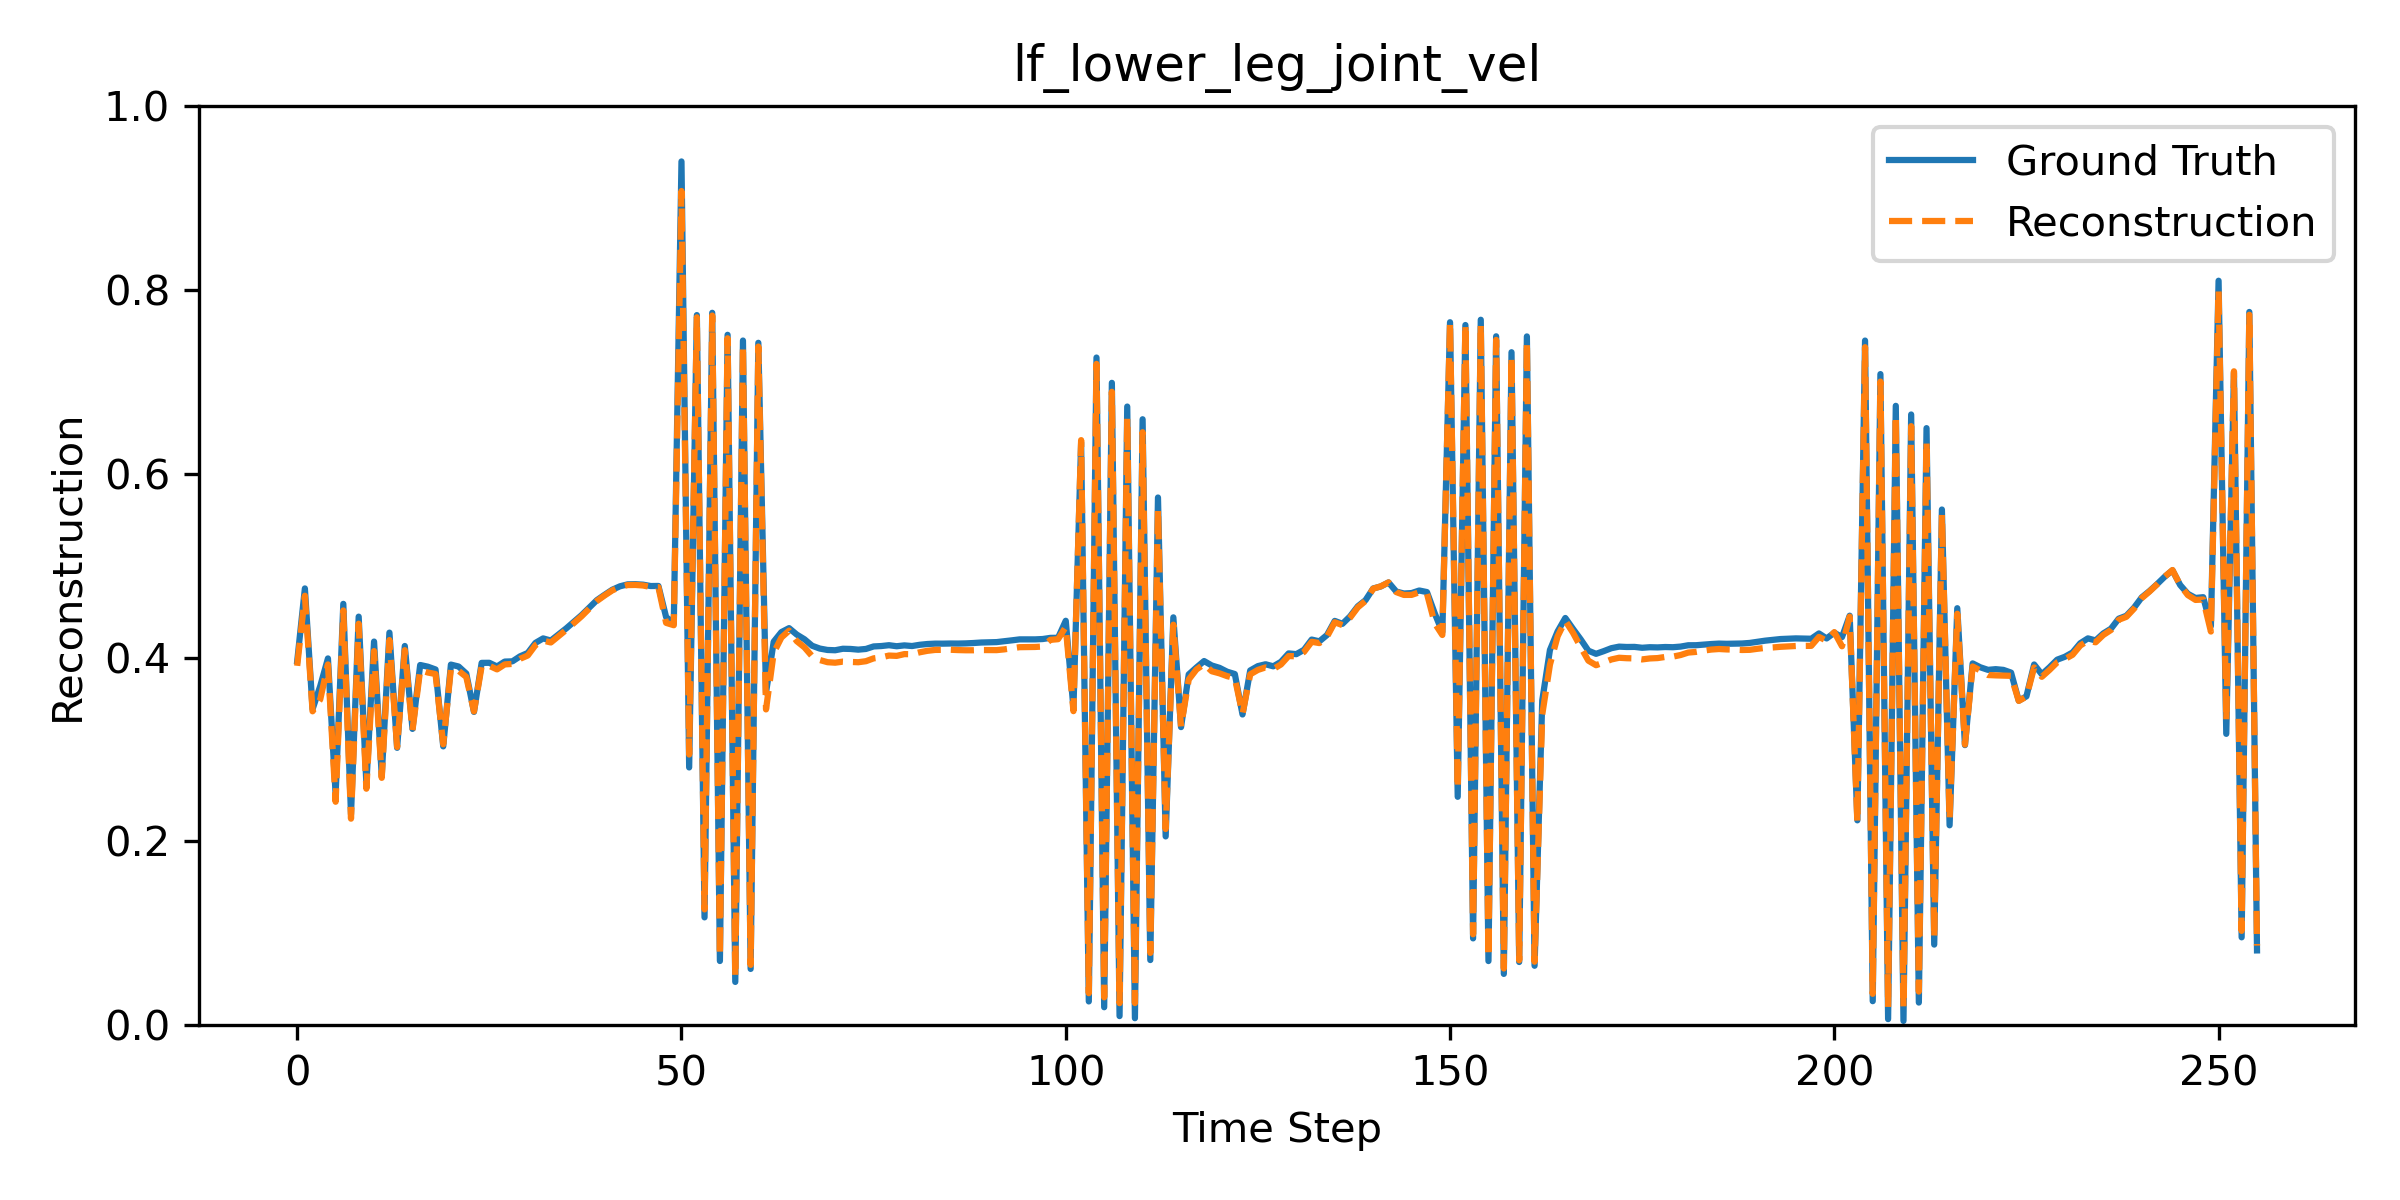 lf_lower_leg_joint_vel
1.0
0.8
0.6
0.4
0.2
0.0
Reconstruction
Ground Truth
Reconstruction
0 50 100 150 200 250
Time Step